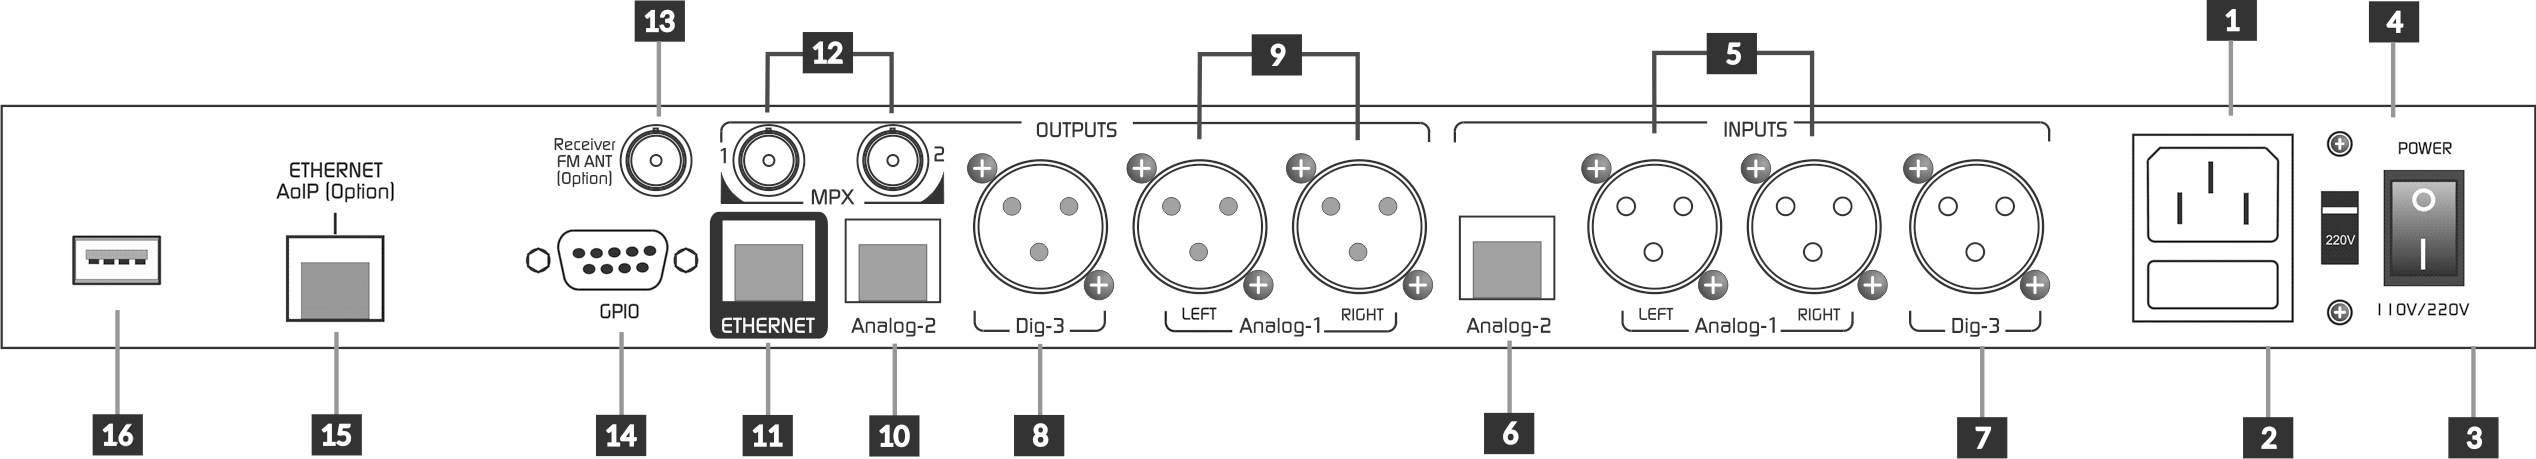 13
12
9
5
1
4
OUTPUTS
INPUTS
Receiver
FM ANT
(Option)
1
2
MPX
POWER
ETHERNET
AoIP (Option)
220V
GPIO
ETHERNET
Analog-2
Dig-3
LEFT
Analog-1
RIGHT
Analog-2
LEFT
Analog-1
RIGHT
Dig-3
110V/220V
16
15
14
11
10
8
6
7
2
3